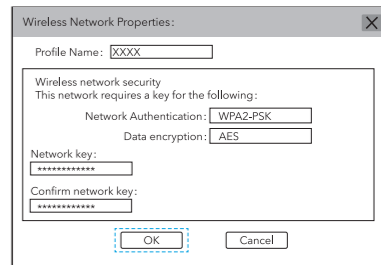 Wireless Network Properties:
Profile Name: XXXX
Wireless network security
This network requires a key for the following:
Network Authentication: WPA2-PSK
Data encryption: AES
Network key:
************
Confirm network key:
************
OK Cancel